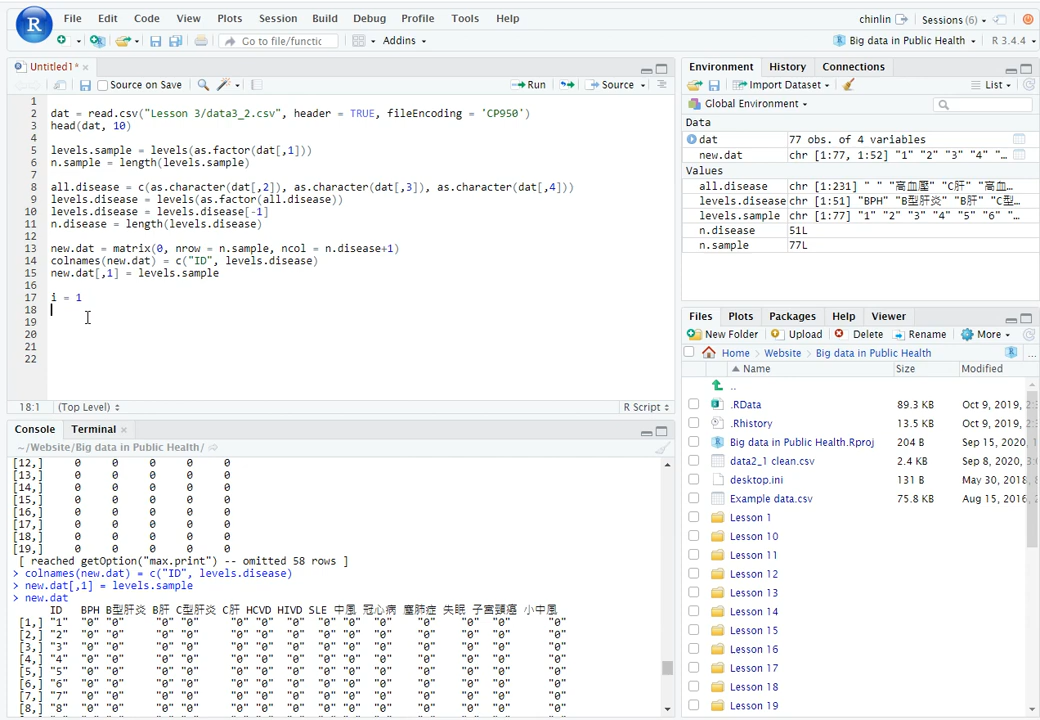 File Edit Code View Plots Session Build Debug Profile Tools Help
chinlin Sessions (6)
Go to file/functic Addins
Big data in Public Health R 3.4.4
Untitled1*
Source on Save Run Source
1
2 dat = read.csv("Lesson 3/data3_2.csv", header = TRUE, fileEncoding = 'CP950')
3 head(dat, 10)
4
5 levels.sample = levels(as.factor(dat[,1]))
6 n.sample = length(levels.sample)
7
8 all.disease = c(as.character(dat[,2]), as.character(dat[,3]), as.character(dat[,4]))
9 levels.disease = levels(as.factor(all.disease))
10 levels.disease = levels.disease[-1]
11 n.disease = length(levels.disease)
12
13 new.dat = matrix(0, nrow = n.sample, ncol = n.disease+1)
14 colnames(new.dat) = c("ID", levels.disease)
15 new.dat[,1] = levels.sample
16
17 i = 1
18
19
20
21
22
18:1 (Top Level) R Script
Console Terminal
~/Website/Big data in Public Health/
[12,] 0 0 0 0 0
[13,] 0 0 0 0 0
[14,] 0 0 0 0 0
[15,] 0 0 0 0 0
[16,] 0 0 0 0 0
[17,] 0 0 0 0 0
[18,] 0 0 0 0 0
[19,] 0 0 0 0 0
[ reached getOption("max.print") -- omitted 58 rows ]
> colnames(new.dat) = c("ID", levels.disease)
> new.dat[,1] = levels.sample
> new.dat
ID BPH B型肝炎 B肝 C型肝炎 C肝 HCVD HIVD SLE 中風 冠心病 塵肺症 失眠 子宮頸癌 小中風
[1,] "1" "0" "0" "0" "0" "0" "0" "0" "0" "0" "0" "0" "0" "0" "0"
[2,] "2" "0" "0" "0" "0" "0" "0" "0" "0" "0" "0" "0" "0" "0" "0"
[3,] "3" "0" "0" "0" "0" "0" "0" "0" "0" "0" "0" "0" "0" "0" "0"
[4,] "4" "0" "0" "0" "0" "0" "0" "0" "0" "0" "0" "0" "0" "0" "0"
[5,] "5" "0" "0" "0" "0" "0" "0" "0" "0" "0" "0" "0" "0" "0" "0"
[6,] "6" "0" "0" "0" "0" "0" "0" "0" "0" "0" "0" "0" "0" "0" "0"
[7,] "7" "0" "0" "0" "0" "0" "0" "0" "0" "0" "0" "0" "0" "0" "0"
[8,] "8" "0" "0" "0" "0" "0" "0" "0" "0" "0" "0" "0" "0" "0" "0"
Environment History Connections
Import Dataset List
Global Environment
Data
dat 77 obs. of 4 variables
new.dat chr [1:77, 1:52] "1" "2" "3" "4" "…
Values
all.disease chr [1:231] " " "高血壓" "C肝" "高血…
levels.disease chr [1:51] "BPH" "B型肝炎" "B肝" "C型…
levels.sample chr [1:77] "1" "2" "3" "4" "5" "6" "…
n.disease 51L
n.sample 77L
Files Plots Packages Help Viewer
New Folder Upload Delete Rename More
Home Website Big data in Public Health ...
Name Size Modified
..
.RData 89.3 KB Oct 9, 2019,
.Rhistory 13.5 KB Oct 9, 2019,
Big data in Public Health.Rproj 204 B Sep 15, 2020,
data2_1 clean.csv 2.4 KB Sep 8, 2020,
desktop.ini 131 B May 30, 2018,
Example data.csv 75.8 KB Aug 15, 2016,
Lesson 1
Lesson 10
Lesson 11
Lesson 12
Lesson 13
Lesson 14
Lesson 15
Lesson 16
Lesson 17
Lesson 18
Lesson 19